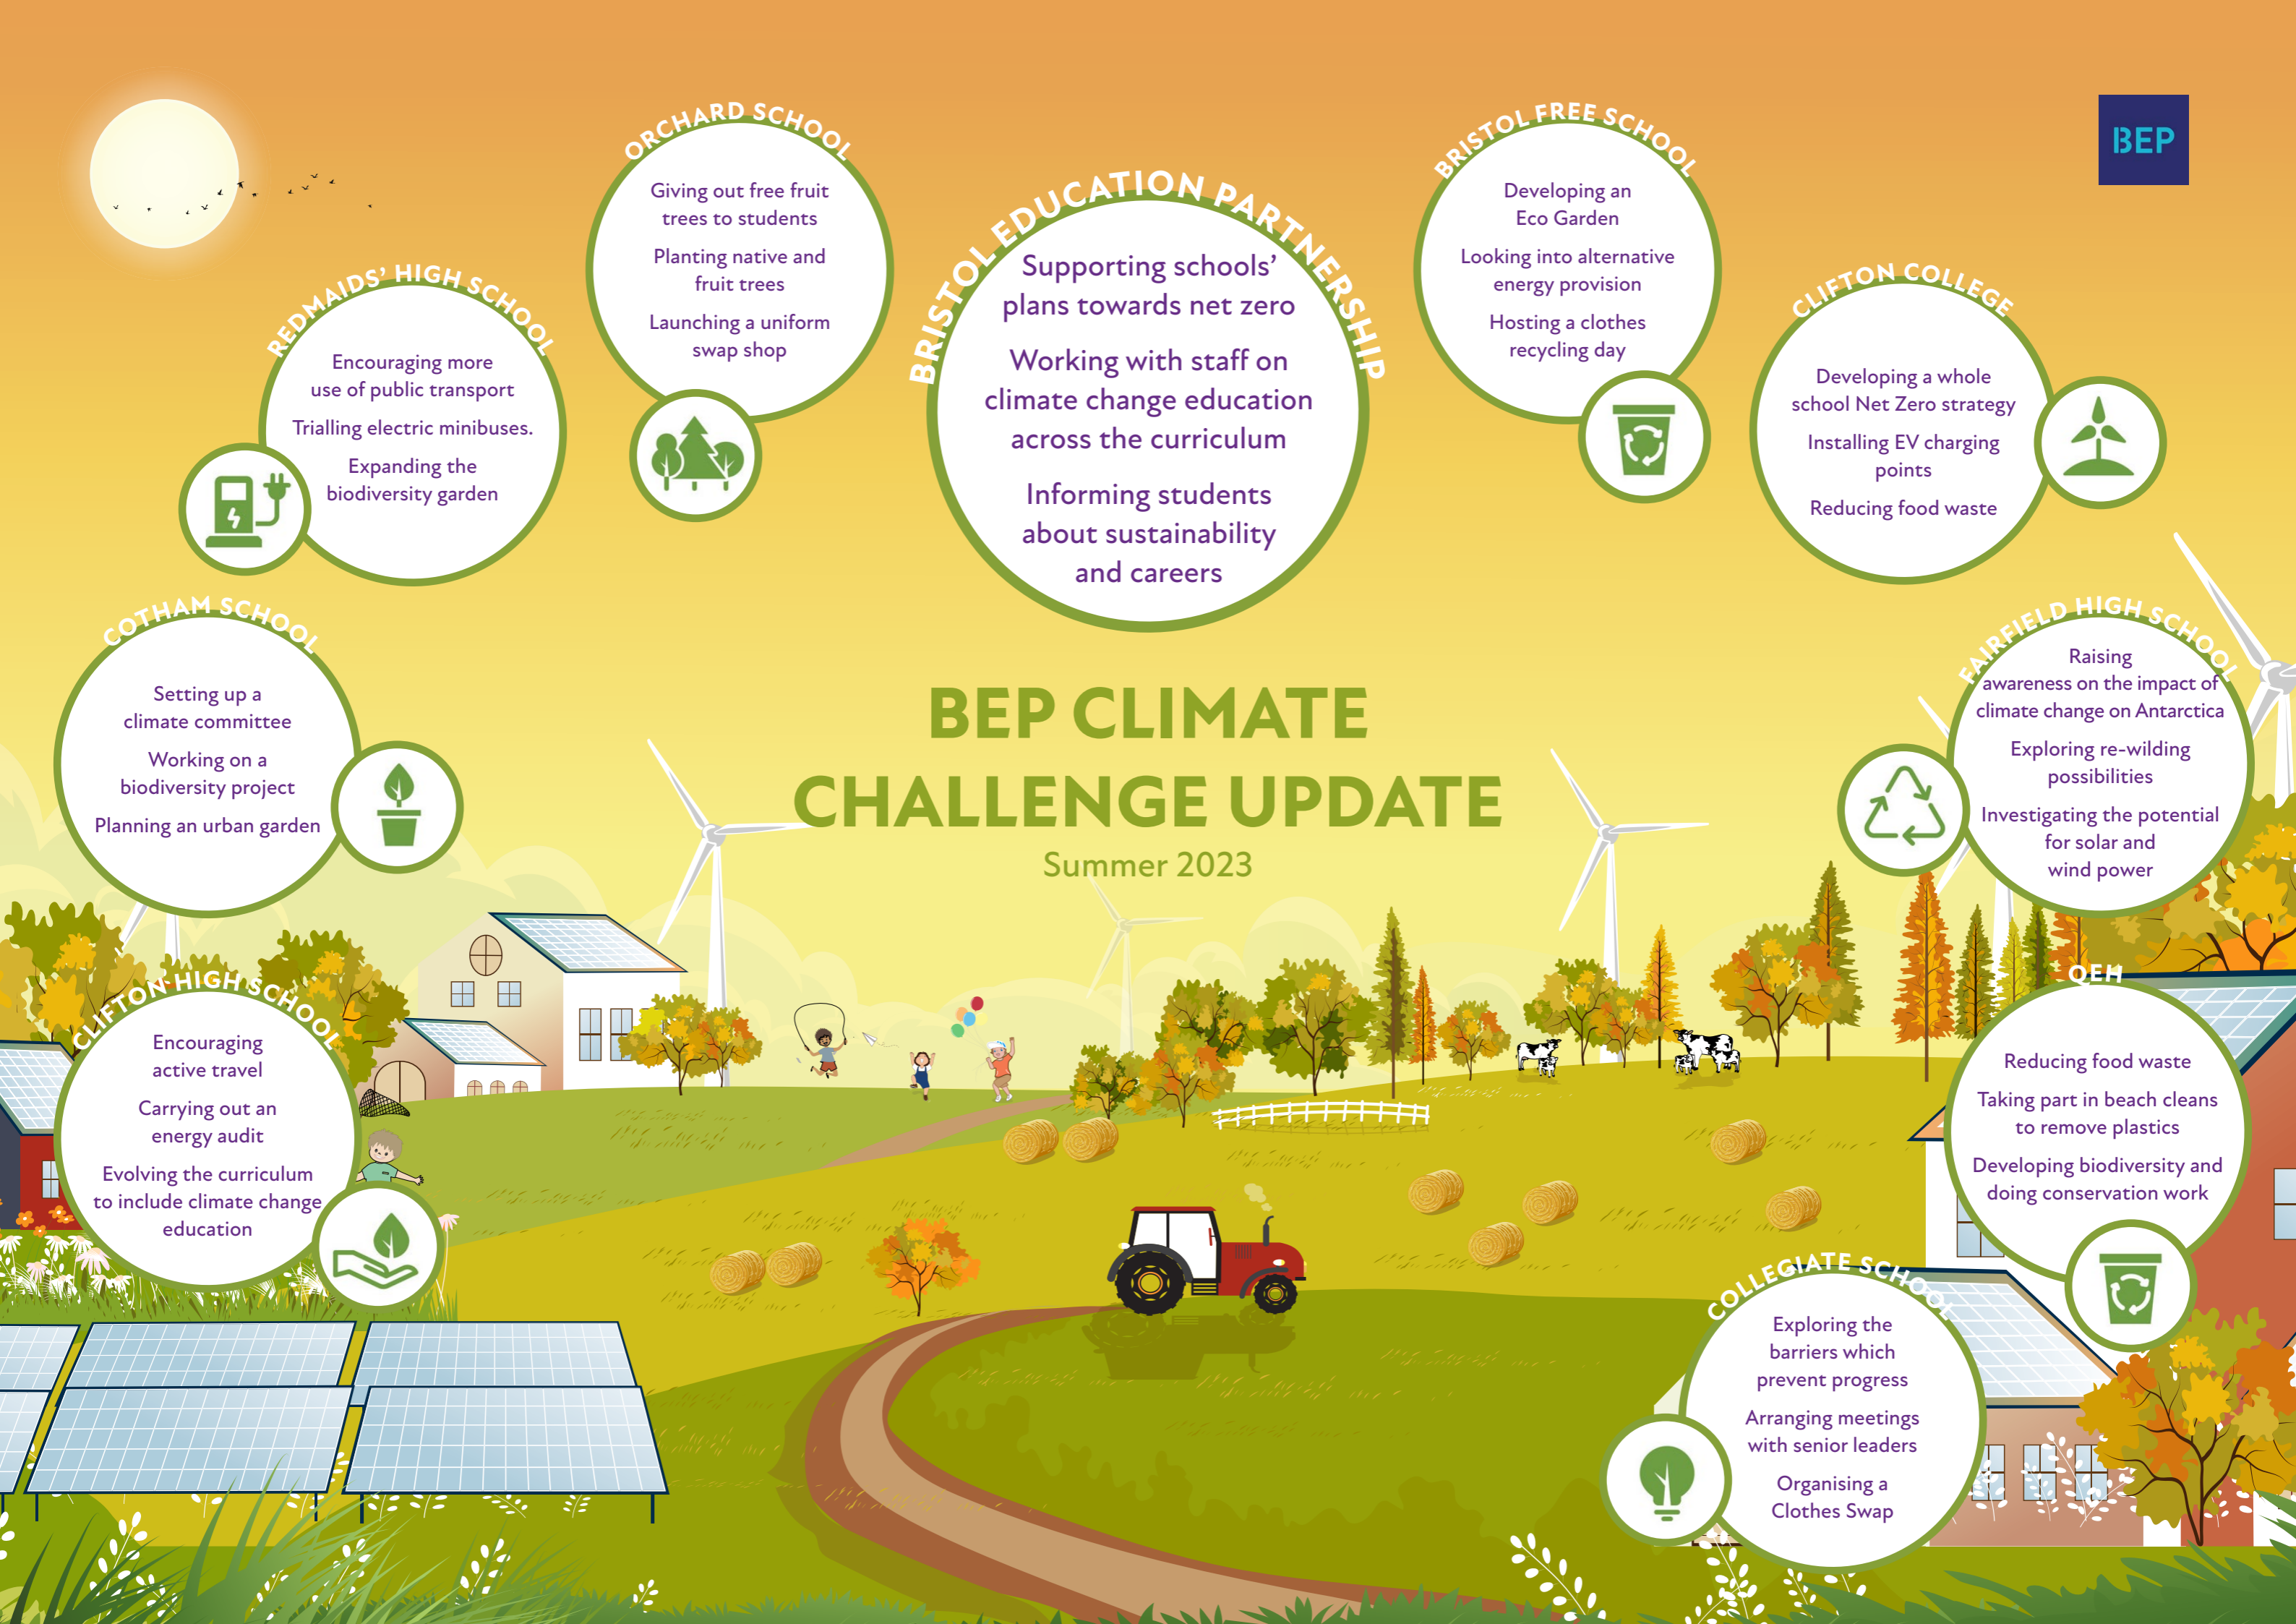 BEP
ORCHARD SCHOOL
Giving out free fruit
trees to students
Planting native and
fruit trees
Launching a uniform
swap shop
BRISTOL EDUCATION PARTNERSHIP
Supporting schools’
plans towards net zero
Working with staff on
climate change education
across the curriculum
Informing students
about sustainability
and careers
BRISTOL FREE SCHOOL
Developing an
Eco Garden
Looking into alternative
energy provision
Hosting a clothes
recycling day
REDMAIDS’ HIGH SCHOOL
Encouraging more
use of public transport
Trialling electric minibuses.
Expanding the
biodiversity garden
CLIFTON COLLEGE
Developing a whole
school Net Zero strategy
Installing EV charging
points
Reducing food waste
COTHAM SCHOOL
Setting up a
climate committee
Working on a
biodiversity project
Planning an urban garden
BEP CLIMATE
CHALLENGE UPDATE
Summer 2023
FAIRFIELD HIGH SCHOOL
Raising
awareness on the impact of
climate change on Antarctica
Exploring re-wilding
possibilities
Investigating the potential
for solar and
wind power
CLIFTON HIGH SCHOOL
Encouraging
active travel
Carrying out an
energy audit
Evolving the curriculum
to include climate change
education
QEH
Reducing food waste
Taking part in beach cleans
to remove plastics
Developing biodiversity and
doing conservation work
COLLEGIATE SCHOOL
Exploring the
barriers which
prevent progress
Arranging meetings
with senior leaders
Organising a
Clothes Swap